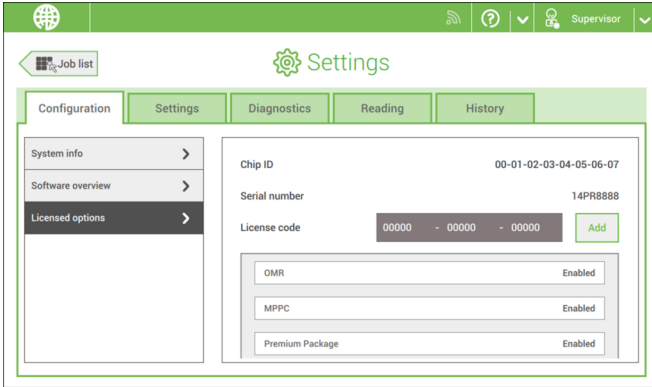 Supervisor
Job list
Settings
Configuration Settings Diagnostics Reading History
System info
Software overview
Licensed options
Chip ID 00-01-02-03-04-05-06-07
Serial number 14PR8888
License code 00000 - 00000 - 00000 Add
OMR Enabled
MPPC Enabled
Premium Package Enabled